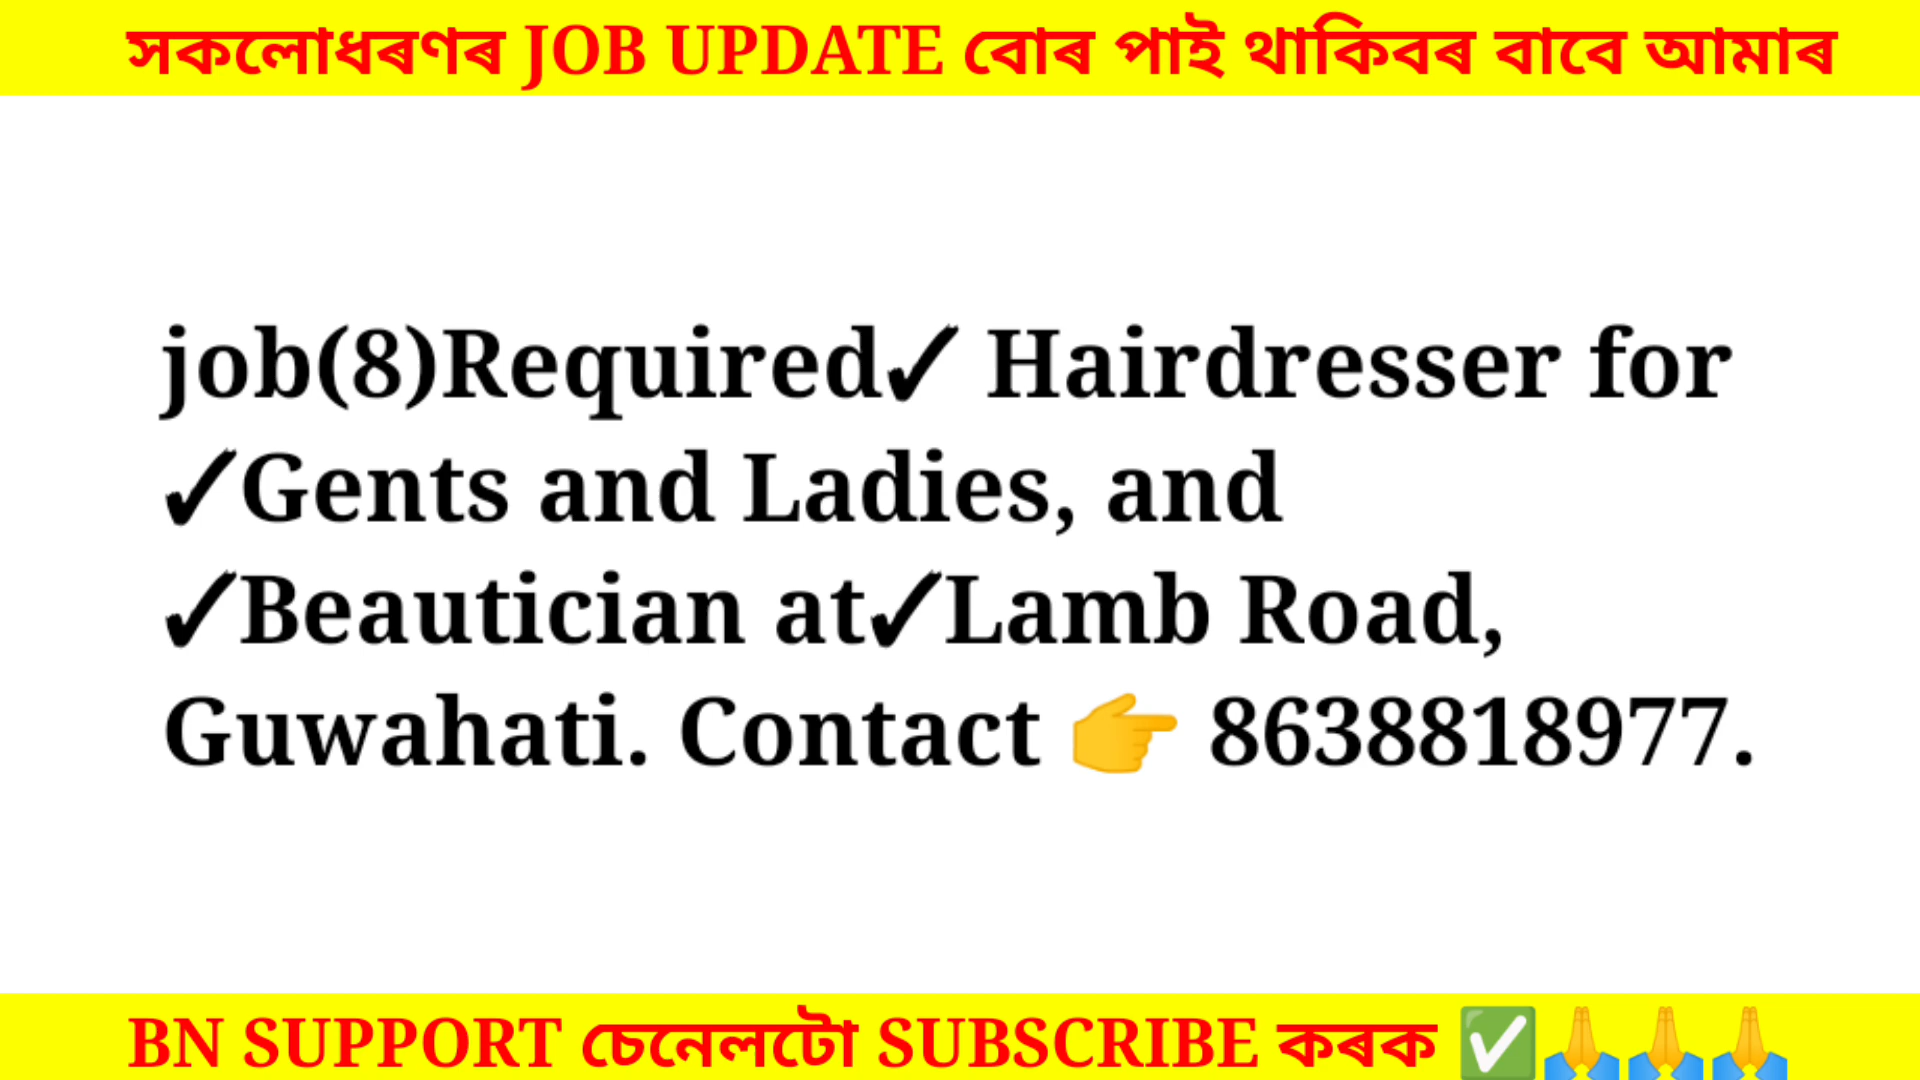 সকলোধৰণৰ JOB UPDATE বোৰ পাই থাকিবৰ বাবে আমাৰ
job(8)Required✓ Hairdresser for
✓Gents and Ladies, and
✓Beautician at✓Lamb Road,
Guwahati. Contact 👉 8638818977.
BN SUPPORT চেনেলটো SUBSCRIBE কৰক ✅🙏🙏🙏